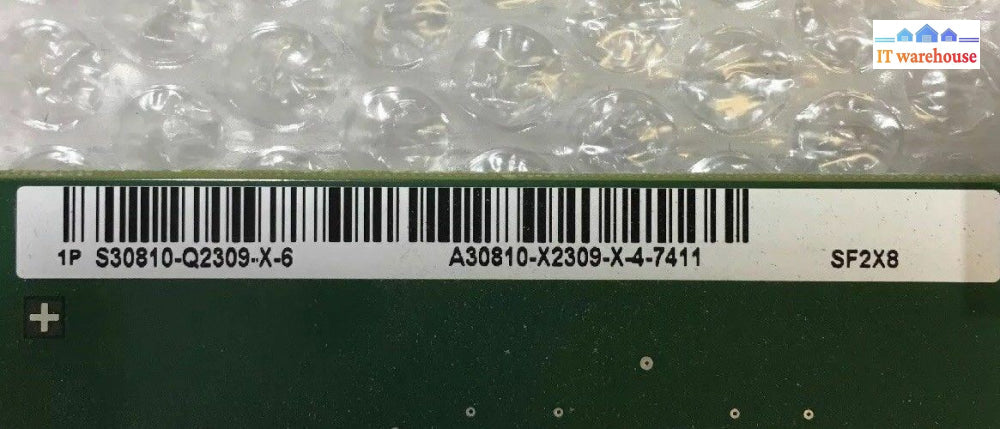 IT warehouse
1P S30810-Q2309-X-6 A30810-X2309-X-4-7411 SF2X8